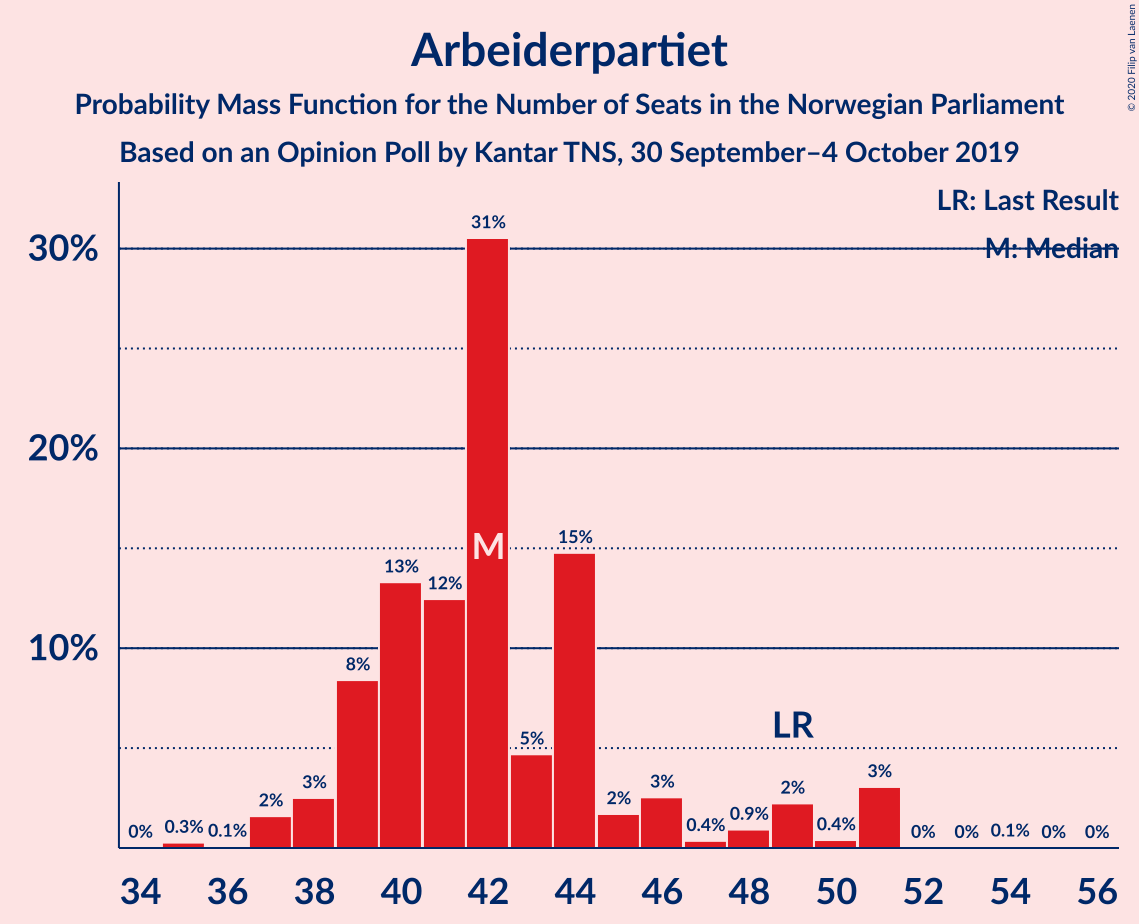 Arbeiderpartiet
Probability Mass Function for the Number of Seats in the Norwegian Parliament
Based on an Opinion Poll by Kantar TNS, 30 September–4 October 2019
© 2020 Filip van Laenen
LR: Last Result
M: Median
30%
20%
10%
0%
0.3%
0.1%
2%
3%
8%
13%
12%
31%
M
5%
15%
2%
3%
0.4%
0.9%
LR
2%
0.4%
3%
0%
0%
0.1%
0%
0%
34 36 38 40 42 44 46 48 50 52 54 56